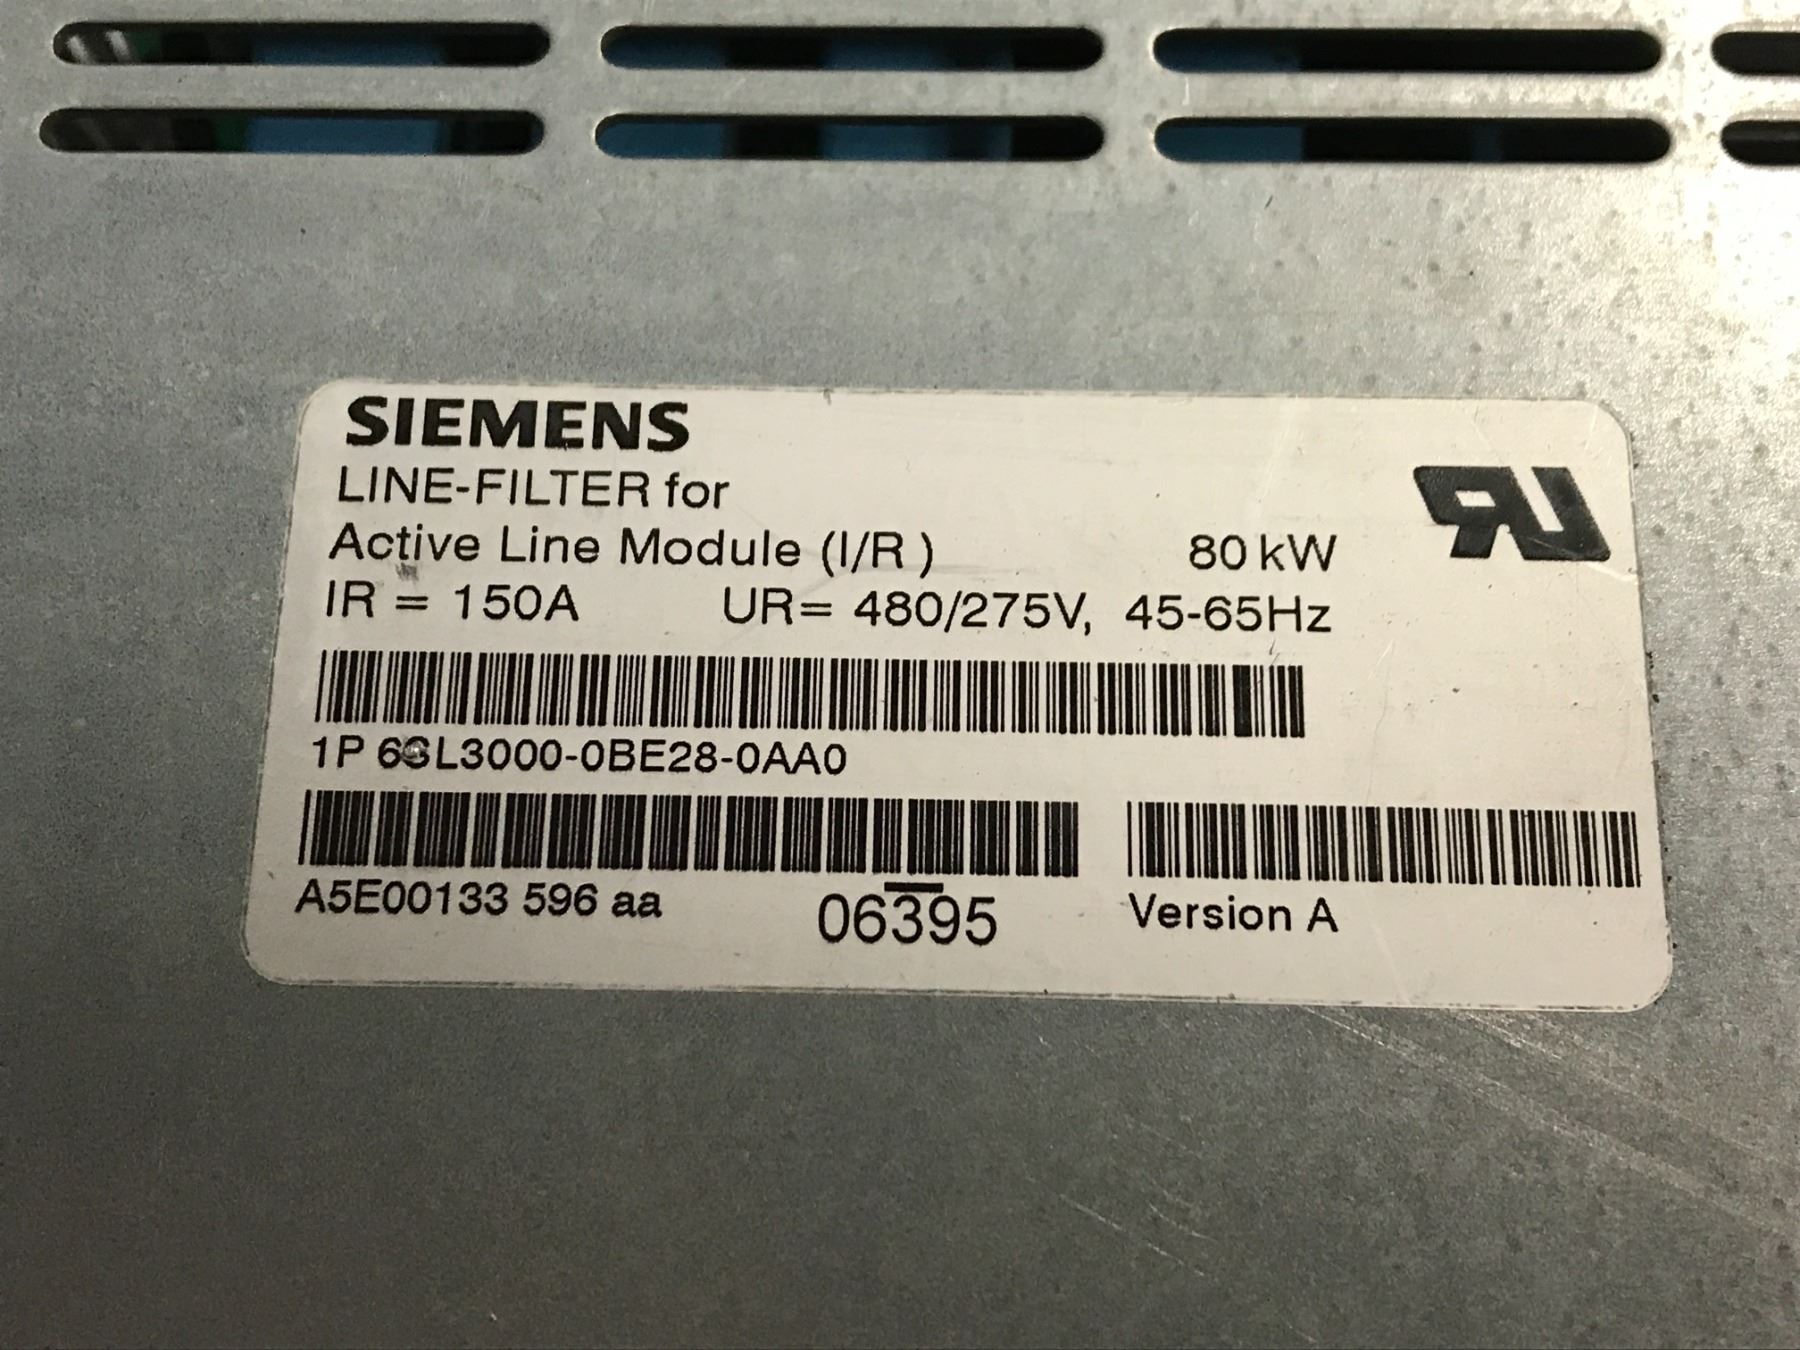 SIEMENS
LINE-FILTER for
Active Line Module (I/R ) 80 kW
IR = 150A UR= 480/275V, 45-65Hz
1P 6SL3000-0BE28-0AA0
A5E00133 596 aa 06395 Version A